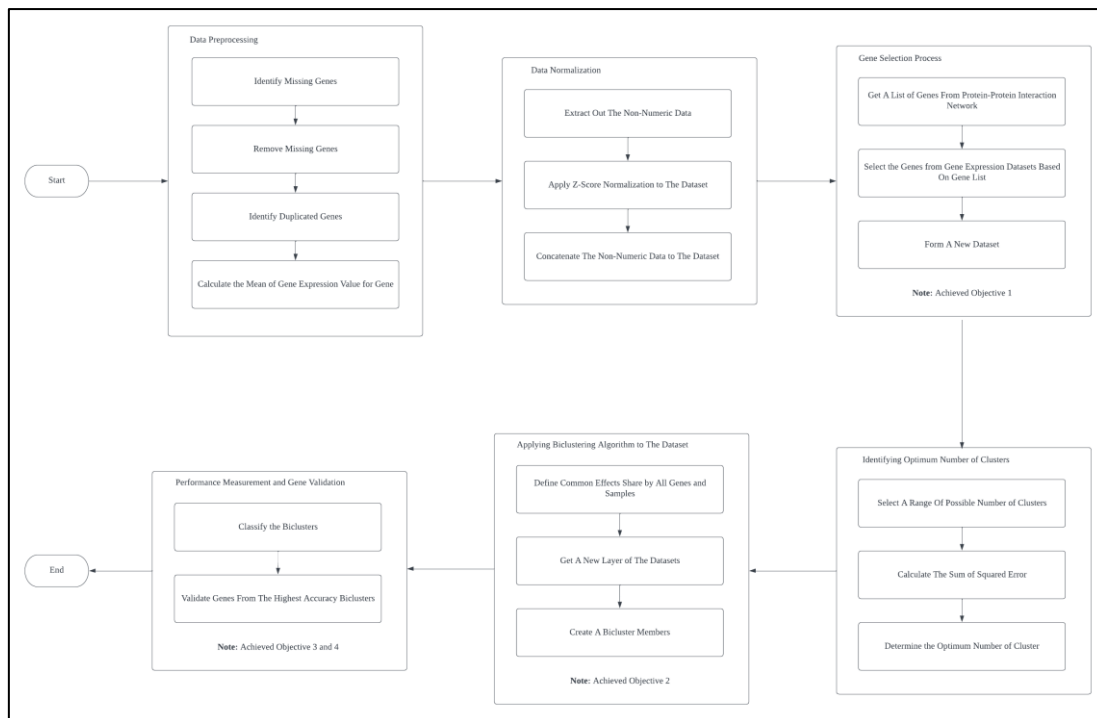 Start
Data Preprocessing
Identify Missing Genes
Remove Missing Genes
Identify Duplicated Genes
Calculate the Mean of Gene Expression Value for Gene
Data Normalization
Extract Out The Non-Numeric Data
Apply Z-Score Normalization to The Dataset
Concatenate The Non-Numeric Data to The Dataset
Gene Selection Process
Get A List of Genes From Protein-Protein Interaction
Network
Select the Genes from Gene Expression Datasets Based
On Gene List
Form A New Dataset
Note: Achieved Objective 1
Identifying Optimum Number of Clusters
Select A Range Of Possible Number of Clusters
Calculate The Sum of Squared Error
Determine the Optimum Number of Cluster
Applying Biclustering Algorithm to The Dataset
Define Common Effects Share by All Genes and
Samples
Get A New Layer of The Datasets
Create A Bicluster Members
Note: Achieved Objective 2
Performance Measurement and Gene Validation
Classify the Biclusters
Validate Genes From The Highest Accuracy Biclusters
Note: Achieved Objective 3 and 4
End